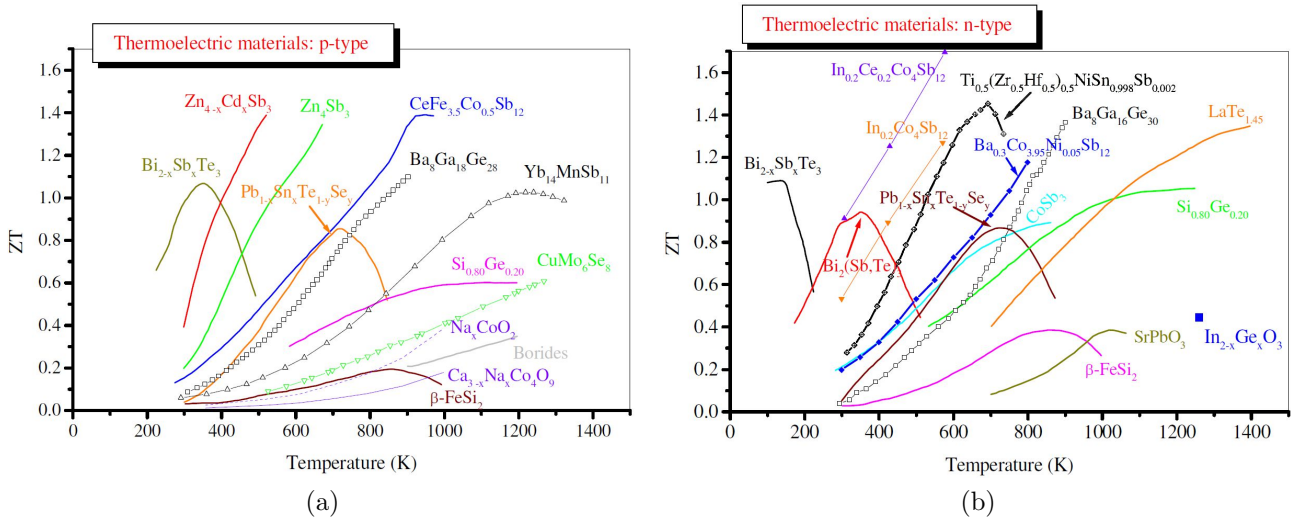 Thermoelectric materials: p-type
1.6
1.4
1.2
1.0
0.8
0.6
0.4
0.2
0.0
ZT
Zn₄₋ₓCdₓSb₃
Zn₄Sb₃
CeFe₃.₅Co₀.₅Sb₁₂
Bi₂₋ₓSbₓTe₃
Ba₈Ga₁₈Ge₂₈
Pb₁₋ₓSnₓTe₁₋ySey
Yb₁₄MnSb₁₁
Si₀.₈₀Ge₀.₂₀
CuMo₆Se₈
NaₓCoO₂
Borides
Ca₃₋ₓNaₓCo₄O₉
β-FeSi₂
0 200 400 600 800 1000 1200 1400
Temperature (K)
(a)
Thermoelectric materials: n-type
1.6
1.4
1.2
1.0
0.8
0.6
0.4
0.2
0.0
ZT
In₀.₂Ce₀.₂Co₄Sb₁₂
Ti₀.₅(Zr₀.₅Hf₀.₅)₀.₅NiSn₀.₉₉₈Sb₀.₀₀₂
Ba₈Ga₁₆Ge₃₀
LaTe₁.₄₅
In₀.₂Co₄Sb₁₂
Ba₀.₃Co₃.₉₅Ni₀.₀₅Sb₁₂
Bi₂₋ₓSbₓTe₃
Pb₁₋ₓSnₓTe₁₋ySey
CoSb₃
Si₀.₈₀Ge₀.₂₀
Bi₂(Sb,Te)₃
SrPbO₃
In₂₋ₓGeₓO₃
β-FeSi₂
0 200 400 600 800 1000 1200 1400
Temperature (K)
(b)